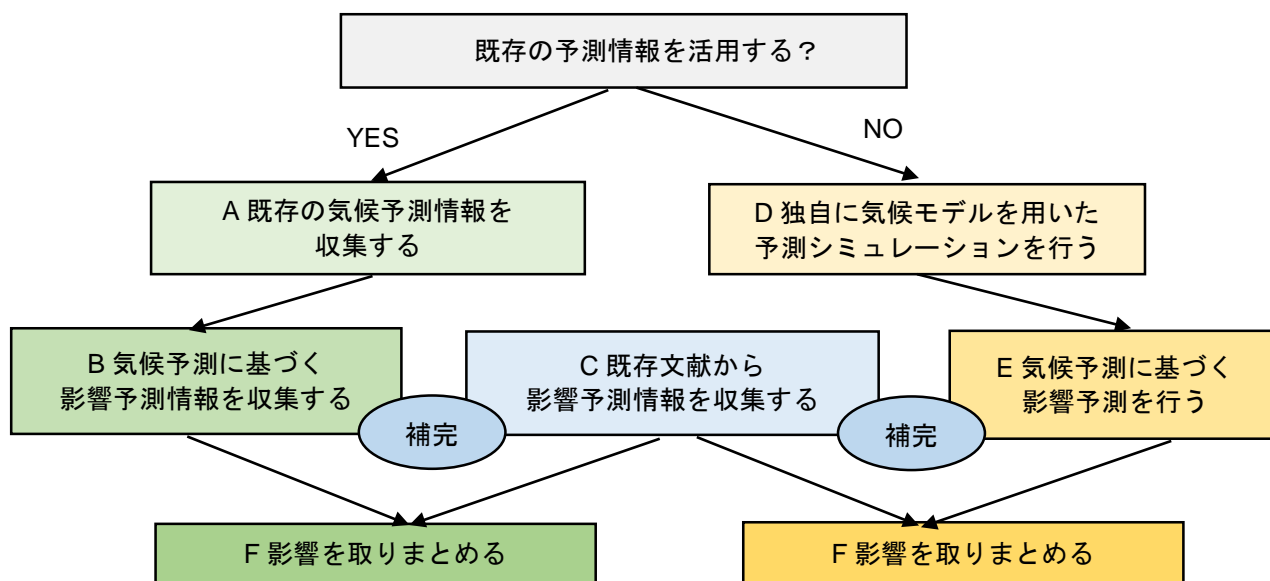 既存の予測情報を活用する？
YES
NO
A 既存の気候予測情報を
収集する
D 独自に気候モデルを用いた
予測シミュレーションを行う
B 気候予測に基づく
影響予測情報を収集する
C 既存文献から
影響予測情報を収集する
E 気候予測に基づく
影響予測を行う
補完
補完
F 影響を取りまとめる
F 影響を取りまとめる